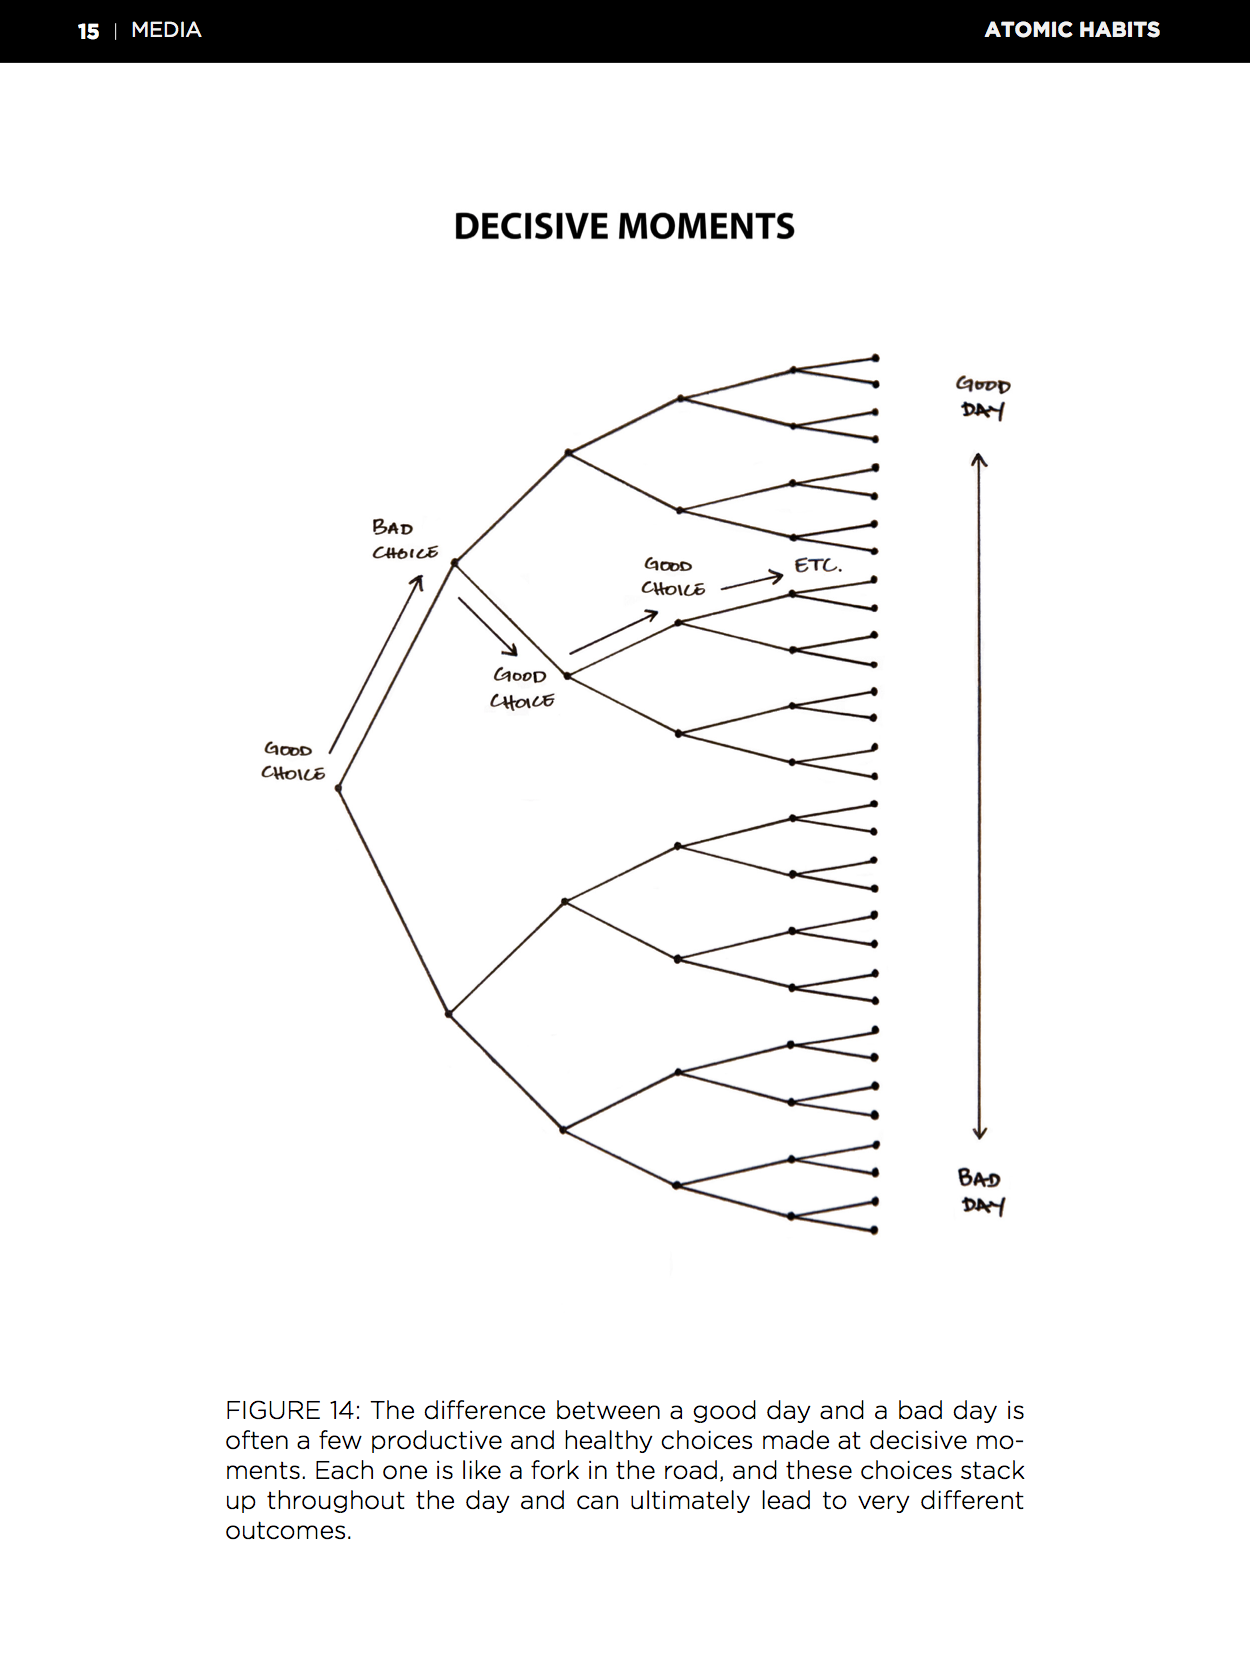 15 | MEDIA
ATOMIC HABITS
DECISIVE MOMENTS
GOOD
DAY
BAD
CHOICE
GOOD
CHOICE
ETC.
GOOD
CHOICE
GOOD
CHOICE
BAD
DAY
FIGURE 14: The difference between a good day and a bad day is
often a few productive and healthy choices made at decisive mo-
ments. Each one is like a fork in the road, and these choices stack
up throughout the day and can ultimately lead to very different
outcomes.